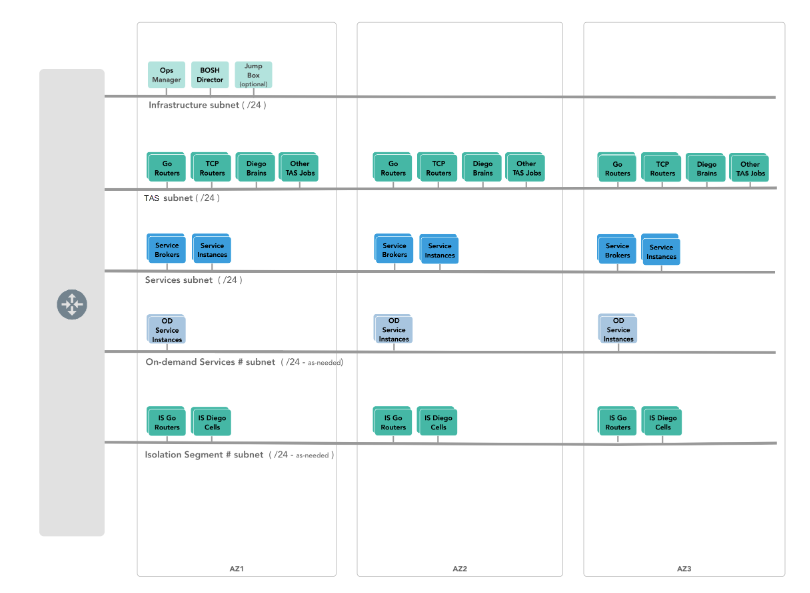 Ops
Manager
BOSH
Director
Jump
Box
(optional)
Infrastructure subnet ( /24 )
Go
Routers
TCP
Routers
Diego
Brains
Other
TAS Jobs
Go
Routers
TCP
Routers
Diego
Brains
Other
TAS Jobs
Go
Routers
TCP
Routers
Diego
Brains
Other
TAS Jobs
TAS subnet ( /24 )
Service
Brokers
Service
Instances
Service
Brokers
Service
Instances
Service
Brokers
Service
Instances
Services subnet ( /24 )
OD
Service
Instances
OD
Service
Instances
OD
Service
Instances
On-demand Services # subnet ( /24 - as-needed)
IS Go
Routers
IS Diego
Cells
IS Go
Routers
IS Diego
Cells
IS Go
Routers
IS Diego
Cells
Isolation Segment # subnet ( /24 - as-needed )
AZ1
AZ2
AZ3